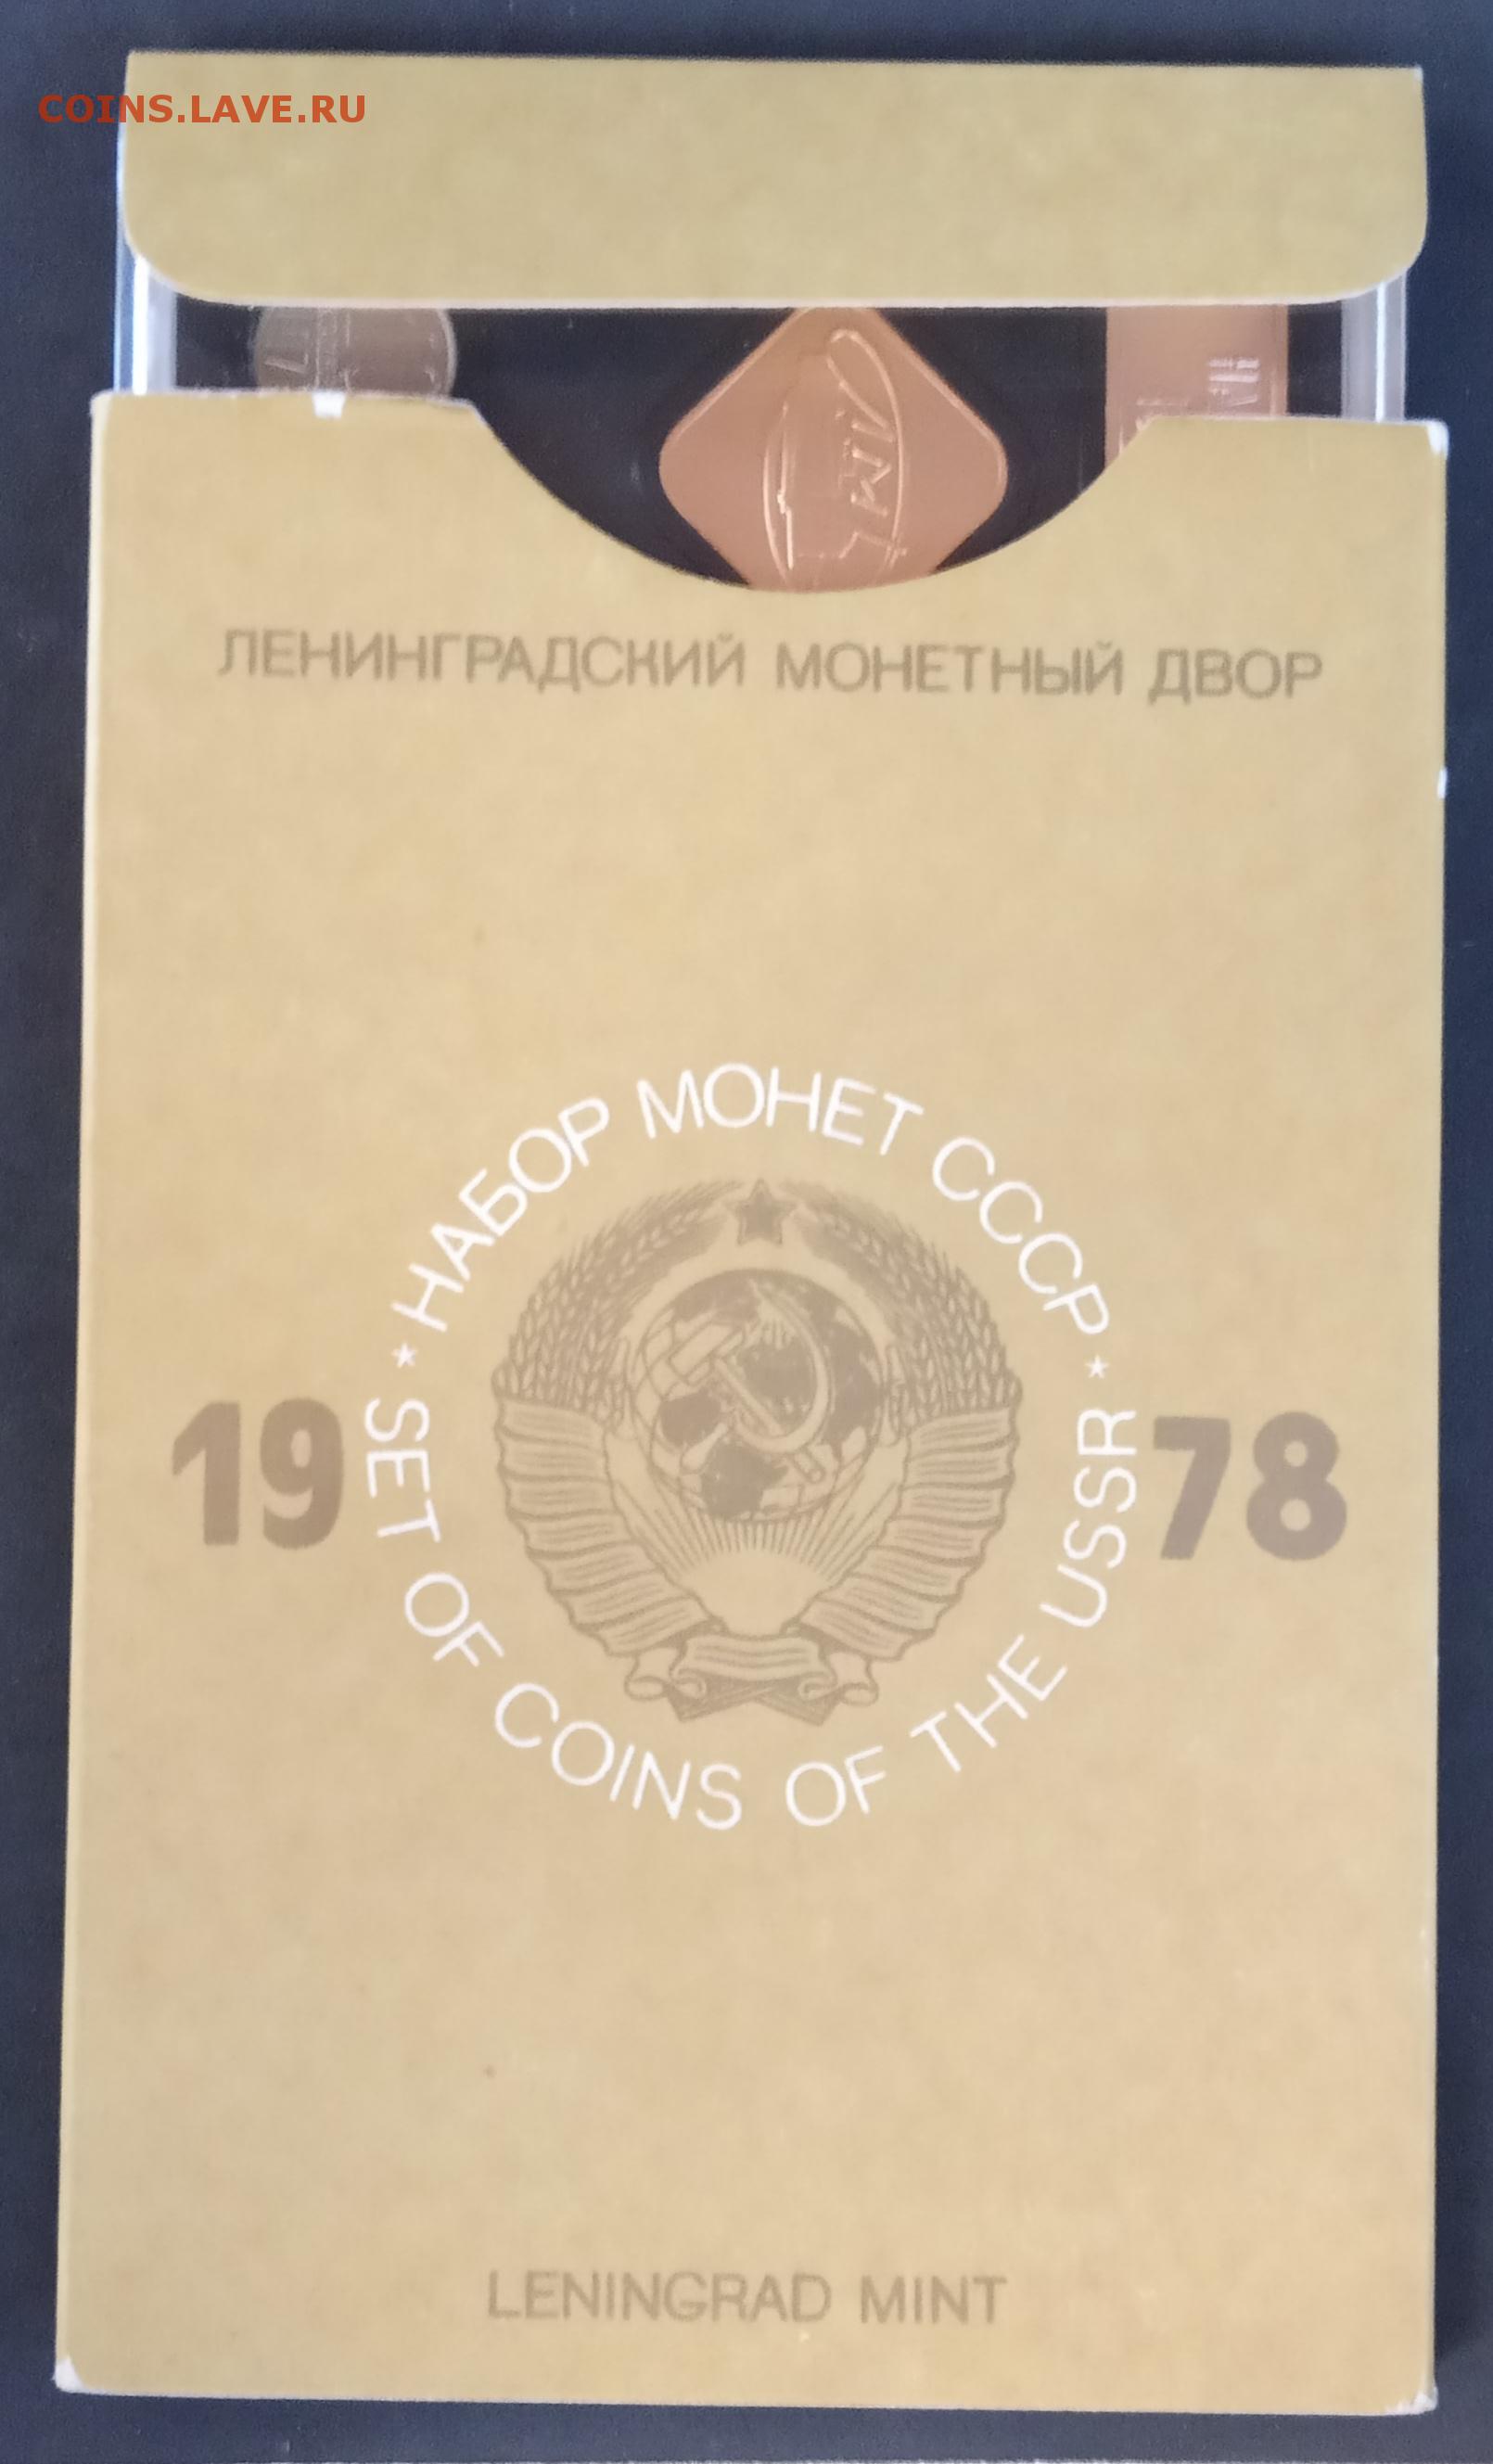 COINS.LAVE.RU
ЛМД
ЛЕНИНГРАДСКИЙ МОНЕТНЫЙ ДВОР
НАБОР МОНЕТ СССР
19
78
* SET OF COINS OF THE USSR *
LENINGRAD MINT